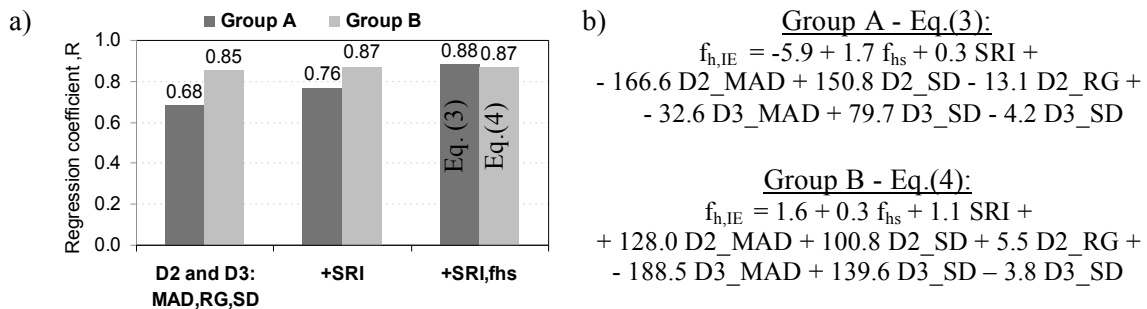 a)
Group A
Group B
Regression coefficient ,R
1.0
0.8
0.6
0.4
0.2
0.0
0.68
0.85
0.76
0.87
0.88
0.87
Eq. (3)
Eq.(4)
D2 and D3:
MAD,RG,SD
+SRI
+SRI,fhs
b)
Group A - Eq.(3):
f_h,IE = -5.9 + 1.7 f_hs + 0.3 SRI +
- 166.6 D2_MAD + 150.8 D2_SD - 13.1 D2_RG +
- 32.6 D3_MAD + 79.7 D3_SD - 4.2 D3_SD
Group B - Eq.(4):
f_h,IE = 1.6 + 0.3 f_hs + 1.1 SRI +
+ 128.0 D2_MAD + 100.8 D2_SD + 5.5 D2_RG +
- 188.5 D3_MAD + 139.6 D3_SD – 3.8 D3_SD